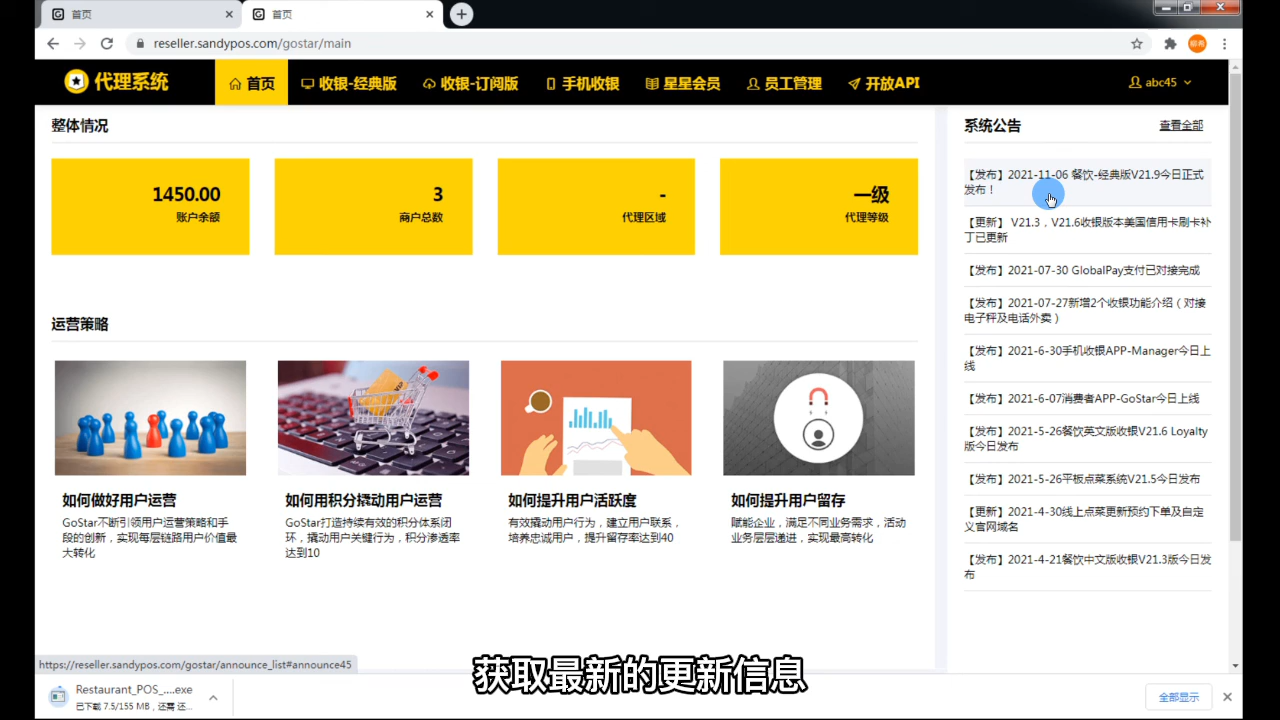 首页
首页
reseller.sandypos.com/gostar/main
代理系统
首页
收银-经典版
收银-订阅版
手机收银
星星会员
员工管理
开放API
abc45
整体情况
1450.00
账户余额
3
商户总数
-
代理区域
一级
代理等级
运营策略
如何做好用户运营
GoStar不断引领用户运营策略和手
段的创新，实现每层链路用户价值最
大转化
如何用积分撬动用户运营
GoStar打造持续有效的积分体系闭
环，撬动用户关键行为，积分渗透率
达到10
如何提升用户活跃度
有效撬动用户行为，建立用户联系，
培养忠诚用户，提升留存率达到40
如何提升用户留存
赋能企业，满足不同业务需求，活动
业务层层递进，实现最高转化
系统公告
查看全部
【发布】2021-11-06 餐饮-经典版V21.9今日正式
发布！
【更新】 V21.3，V21.6收银版本美国信用卡刷卡补
丁已更新
【发布】2021-07-30 GlobalPay支付已对接完成
【发布】2021-07-27新增2个收银功能介绍（对接
电子秤及电话外卖）
【发布】2021-6-30手机收银APP-Manager今日上
线
【发布】2021-6-07消费者APP-GoStar今日上线
【发布】2021-5-26餐饮英文版收银V21.6 Loyalty
版今日发布
【发布】2021-5-26平板点菜系统V21.5今日发布
【更新】2021-4-30线上点菜更新预约下单及自定
义官网域名
【发布】2021-4-21餐饮中文版收银V21.3版今日发
布
https://reseller.sandypos.com/gostar/announce_list#announce45
获取最新的更新信息
Restaurant_POS_....exe
已下载 7.5/155 MB，还需 还...
全部显示